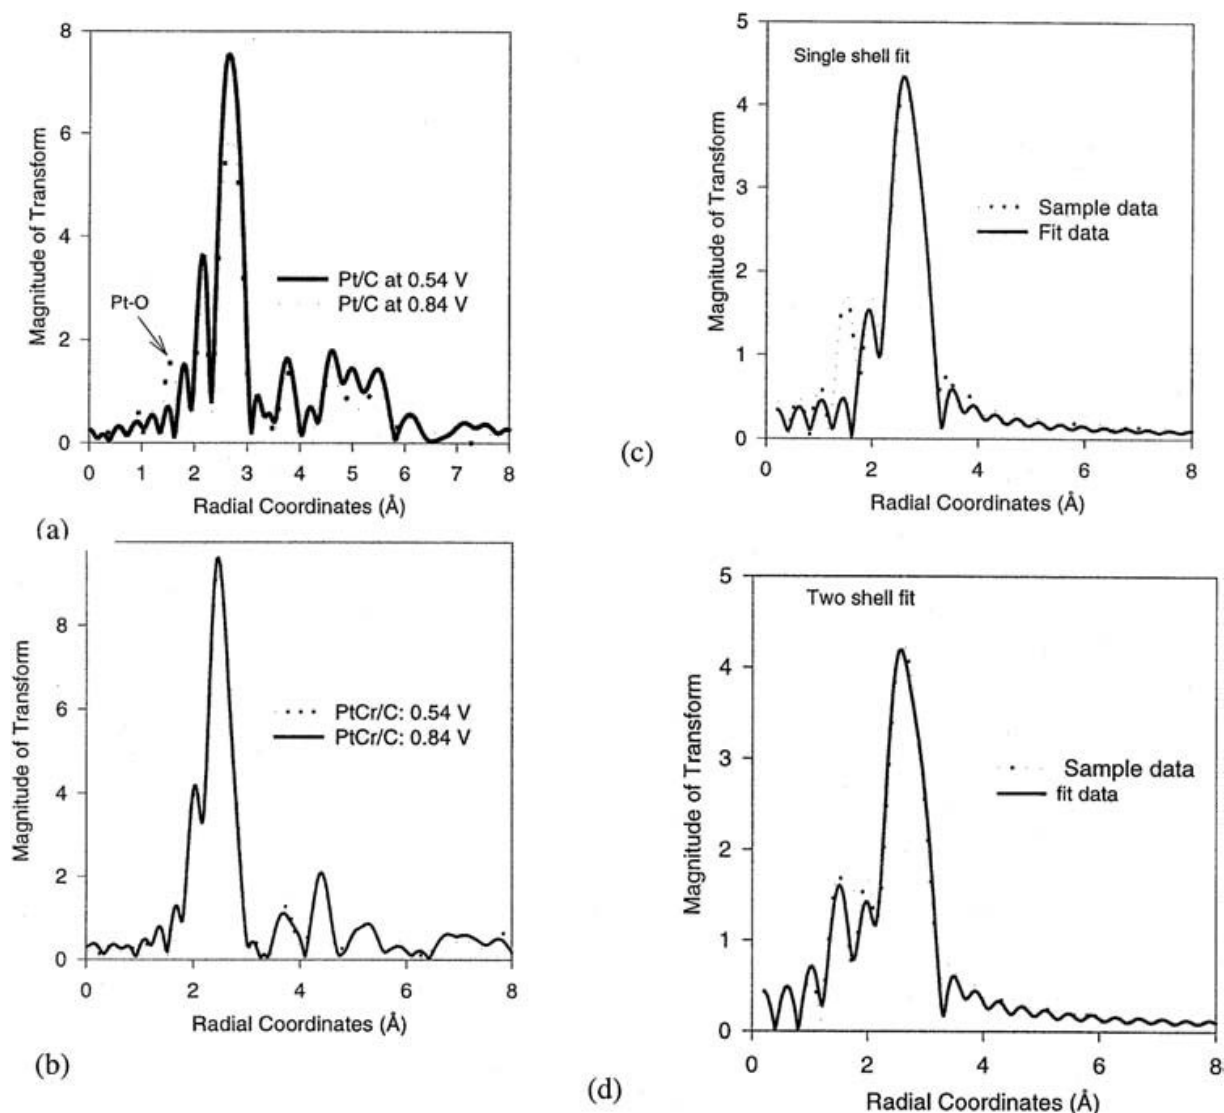 8
6
4
2
0
Magnitude of Transform
Pt-O
Pt/C at 0.54 V
Pt/C at 0.84 V
0 1 2 3 4 5 6 7 8
Radial Coordinates (Å)
(a)
8
6
4
2
0
Magnitude of Transform
PtCr/C: 0.54 V
PtCr/C: 0.84 V
0 2 4 6 8
Radial Coordinates (Å)
(b)
5
4
3
2
1
0
Magnitude of Transform
Single shell fit
Sample data
Fit data
0 2 4 6 8
Radial Coordinates (Å)
(c)
5
4
3
2
1
0
Magnitude of Transform
Two shell fit
Sample data
fit data
0 2 4 6 8
Radial Coordinates (Å)
(d)